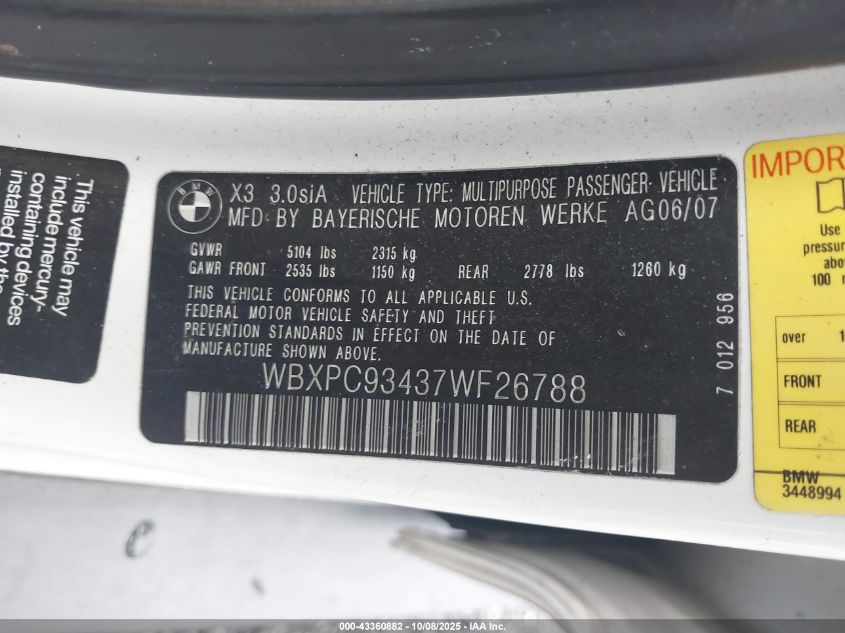 This vehicle may
include mercury-
containing devices
installed by the
BMW
X3 3.0siA VEHICLE TYPE: MULTIPURPOSE PASSENGER VEHICLE
MFD BY BAYERISCHE MOTOREN WERKE AG06/07
GVWR 5104 lbs 2315 kg
GAWR FRONT 2535 lbs 1150 kg REAR 2778 lbs 1260 kg
THIS VEHICLE CONFORMS TO ALL APPLICABLE U.S.
FEDERAL MOTOR VEHICLE SAFETY AND THEFT
PREVENTION STANDARDS IN EFFECT ON THE DATE OF
MANUFACTURE SHOWN ABOVE.
WBXPC93437WF26788
7 012 956
IMPOR
Use
pressure
abov
100
over 1
FRONT
REAR
BMW
3448994
000-43360882 - 10/08/2025 - IAA Inc.